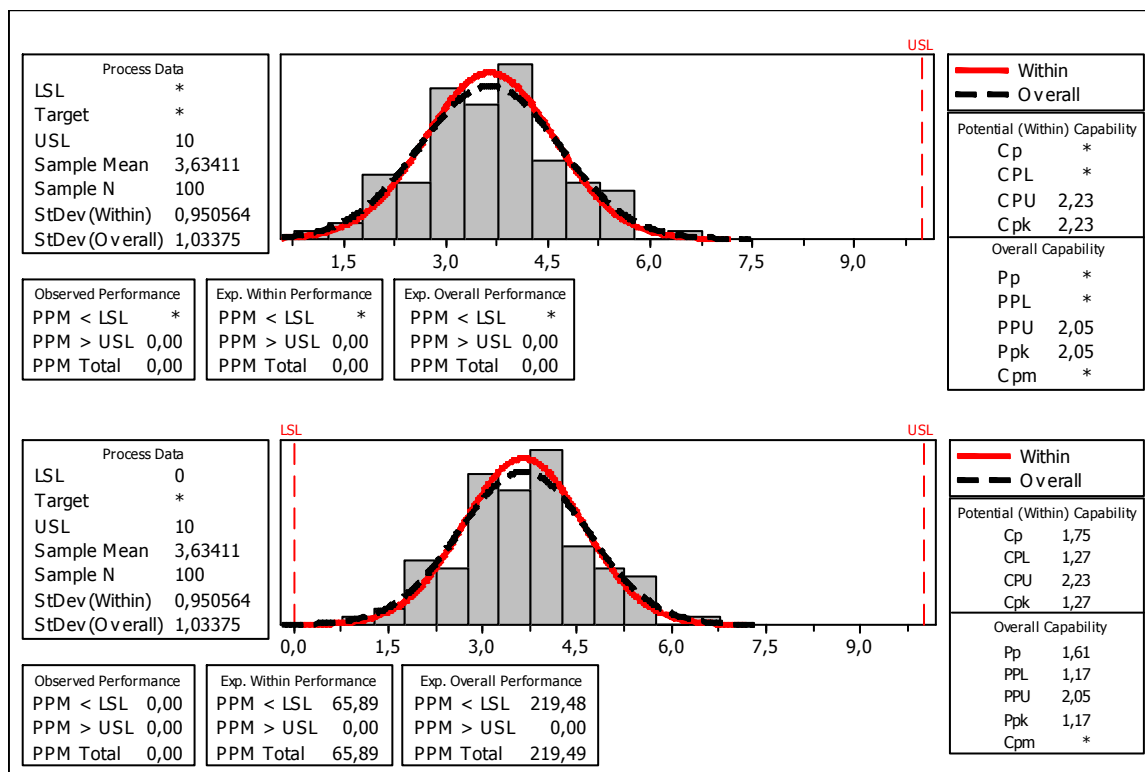 USL
Process Data
LSL *
Target *
USL 10
Sample Mean 3,63411
Sample N 100
StDev(Within) 0,950564
StDev(Overall) 1,03375
1,5 3,0 4,5 6,0 7,5 9,0
Within
Overall
Potential (Within) Capability
Cp *
CPL *
CPU 2,23
Cpk 2,23
Overall Capability
Pp *
PPL *
PPU 2,05
Ppk 2,05
Cpm *
Observed Performance
PPM < LSL *
PPM > USL 0,00
PPM Total 0,00
Exp. Within Performance
PPM < LSL *
PPM > USL 0,00
PPM Total 0,00
Exp. Overall Performance
PPM < LSL *
PPM > USL 0,00
PPM Total 0,00
LSL USL
Process Data
LSL 0
Target *
USL 10
Sample Mean 3,63411
Sample N 100
StDev(Within) 0,950564
StDev(Overall) 1,03375
0,0 1,5 3,0 4,5 6,0 7,5 9,0
Within
Overall
Potential (Within) Capability
Cp 1,75
CPL 1,27
CPU 2,23
Cpk 1,27
Overall Capability
Pp 1,61
PPL 1,17
PPU 2,05
Ppk 1,17
Cpm *
Observed Performance
PPM < LSL 0,00
PPM > USL 0,00
PPM Total 0,00
Exp. Within Performance
PPM < LSL 65,89
PPM > USL 0,00
PPM Total 65,89
Exp. Overall Performance
PPM < LSL 219,48
PPM > USL 0,00
PPM Total 219,49